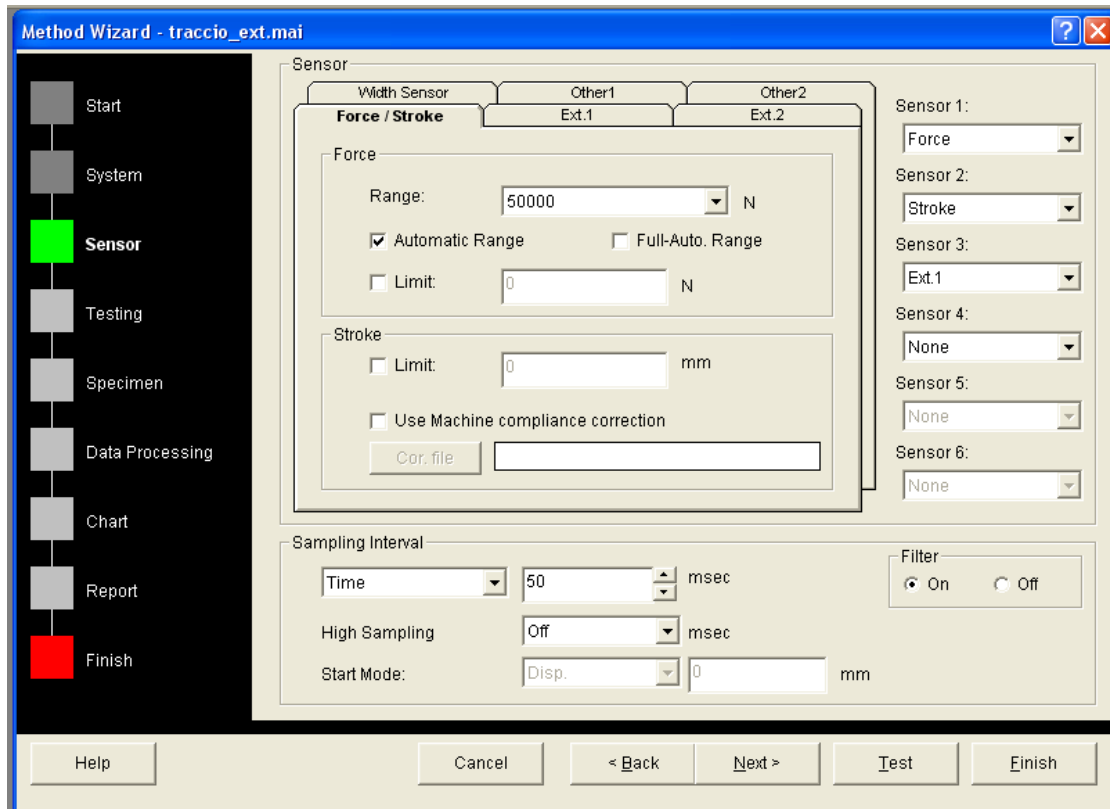 Method Wizard - traccio_ext.mai
Start
System
Sensor
Testing
Specimen
Data Processing
Chart
Report
Finish
Sensor
Width Sensor Other1 Other2
Force / Stroke Ext.1 Ext.2
Force
Range: 50000 N
Automatic Range Full-Auto. Range
Limit: 0 N
Stroke
Limit: 0 mm
Use Machine compliance correction
Cor. file
Sensor 1:
Force
Sensor 2:
Stroke
Sensor 3:
Ext.1
Sensor 4:
None
Sensor 5:
None
Sensor 6:
None
Sampling Interval
Time 50 msec
High Sampling Off msec
Start Mode: Disp. 0 mm
Filter
On Off
Help Cancel < Back Next > Test Finish